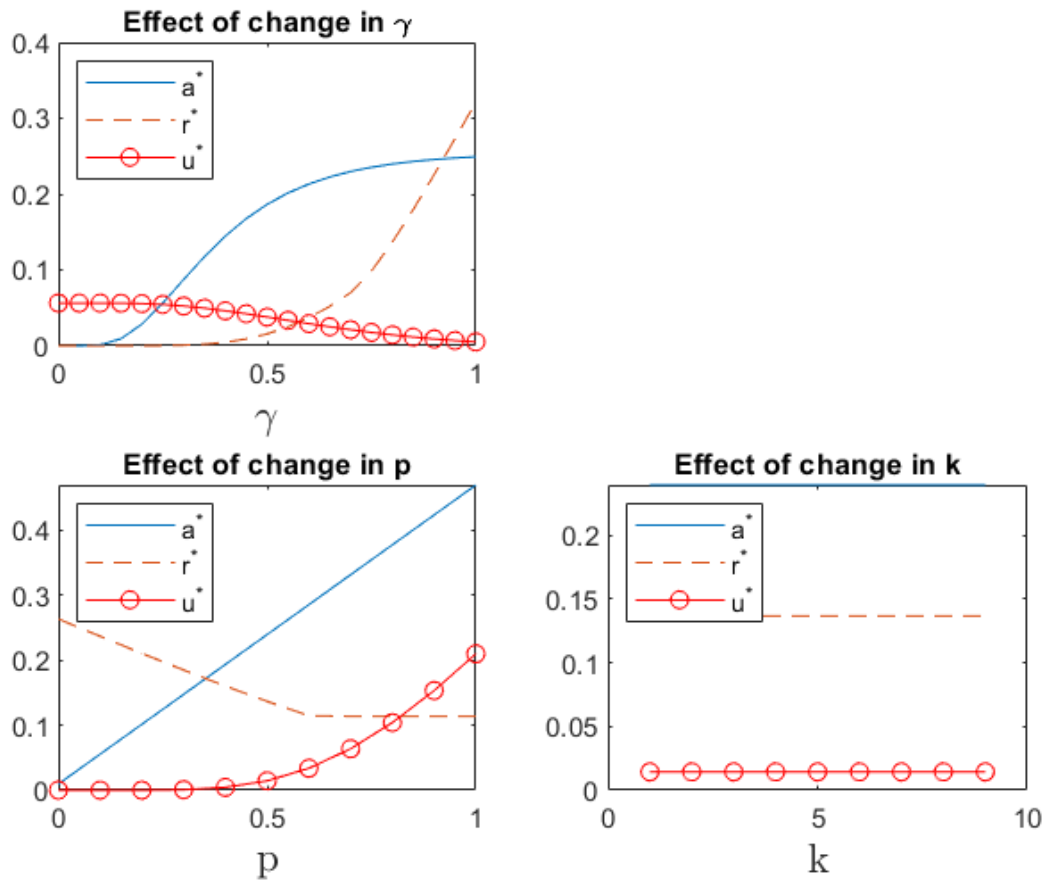 Effect of change in γ
0.4
0.3
0.2
0.1
0
a*
r*
u*
0
0.5
1
γ
Effect of change in p
0.4
0.3
0.2
0.1
0
a*
r*
u*
0
0.5
1
p
Effect of change in k
0.2
0.15
0.1
0.05
0
a*
r*
u*
0
5
10
k